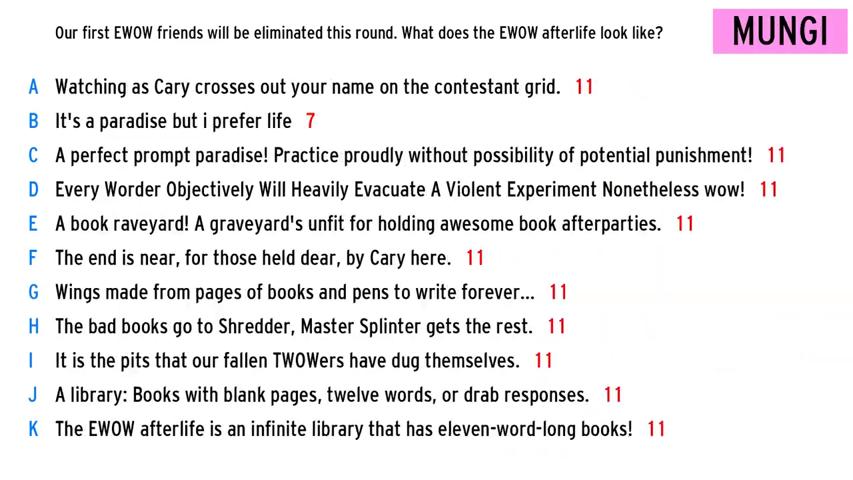 Our first EWOW friends will be eliminated this round. What does the EWOW afterlife look like?
MUNGI
A Watching as Cary crosses out your name on the contestant grid. 11
B It's a paradise but i prefer life 7
C A perfect prompt paradise! Practice proudly without possibility of potential punishment! 11
D Every Worder Objectively Will Heavily Evacuate A Violent Experiment Nonetheless wow! 11
E A book raveyard! A graveyard's unfit for holding awesome book afterparties. 11
F The end is near, for those held dear, by Cary here. 11
G Wings made from pages of books and pens to write forever... 11
H The bad books go to Shredder, Master Splinter gets the rest. 11
I It is the pits that our fallen TWOWers have dug themselves. 11
J A library: Books with blank pages, twelve words, or drab responses. 11
K The EWOW afterlife is an infinite library that has eleven-word-long books! 11